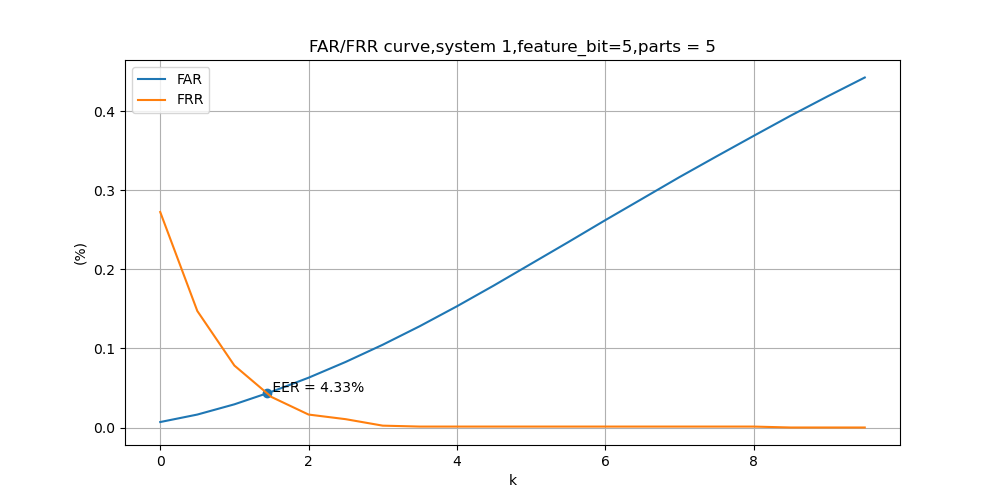 FAR/FRR curve,system 1,feature_bit=5,parts = 5
FAR
FRR
0.4
0.3
0.2
0.1
0.0
(%)
EER = 4.33%
0 2 4 6 8
k